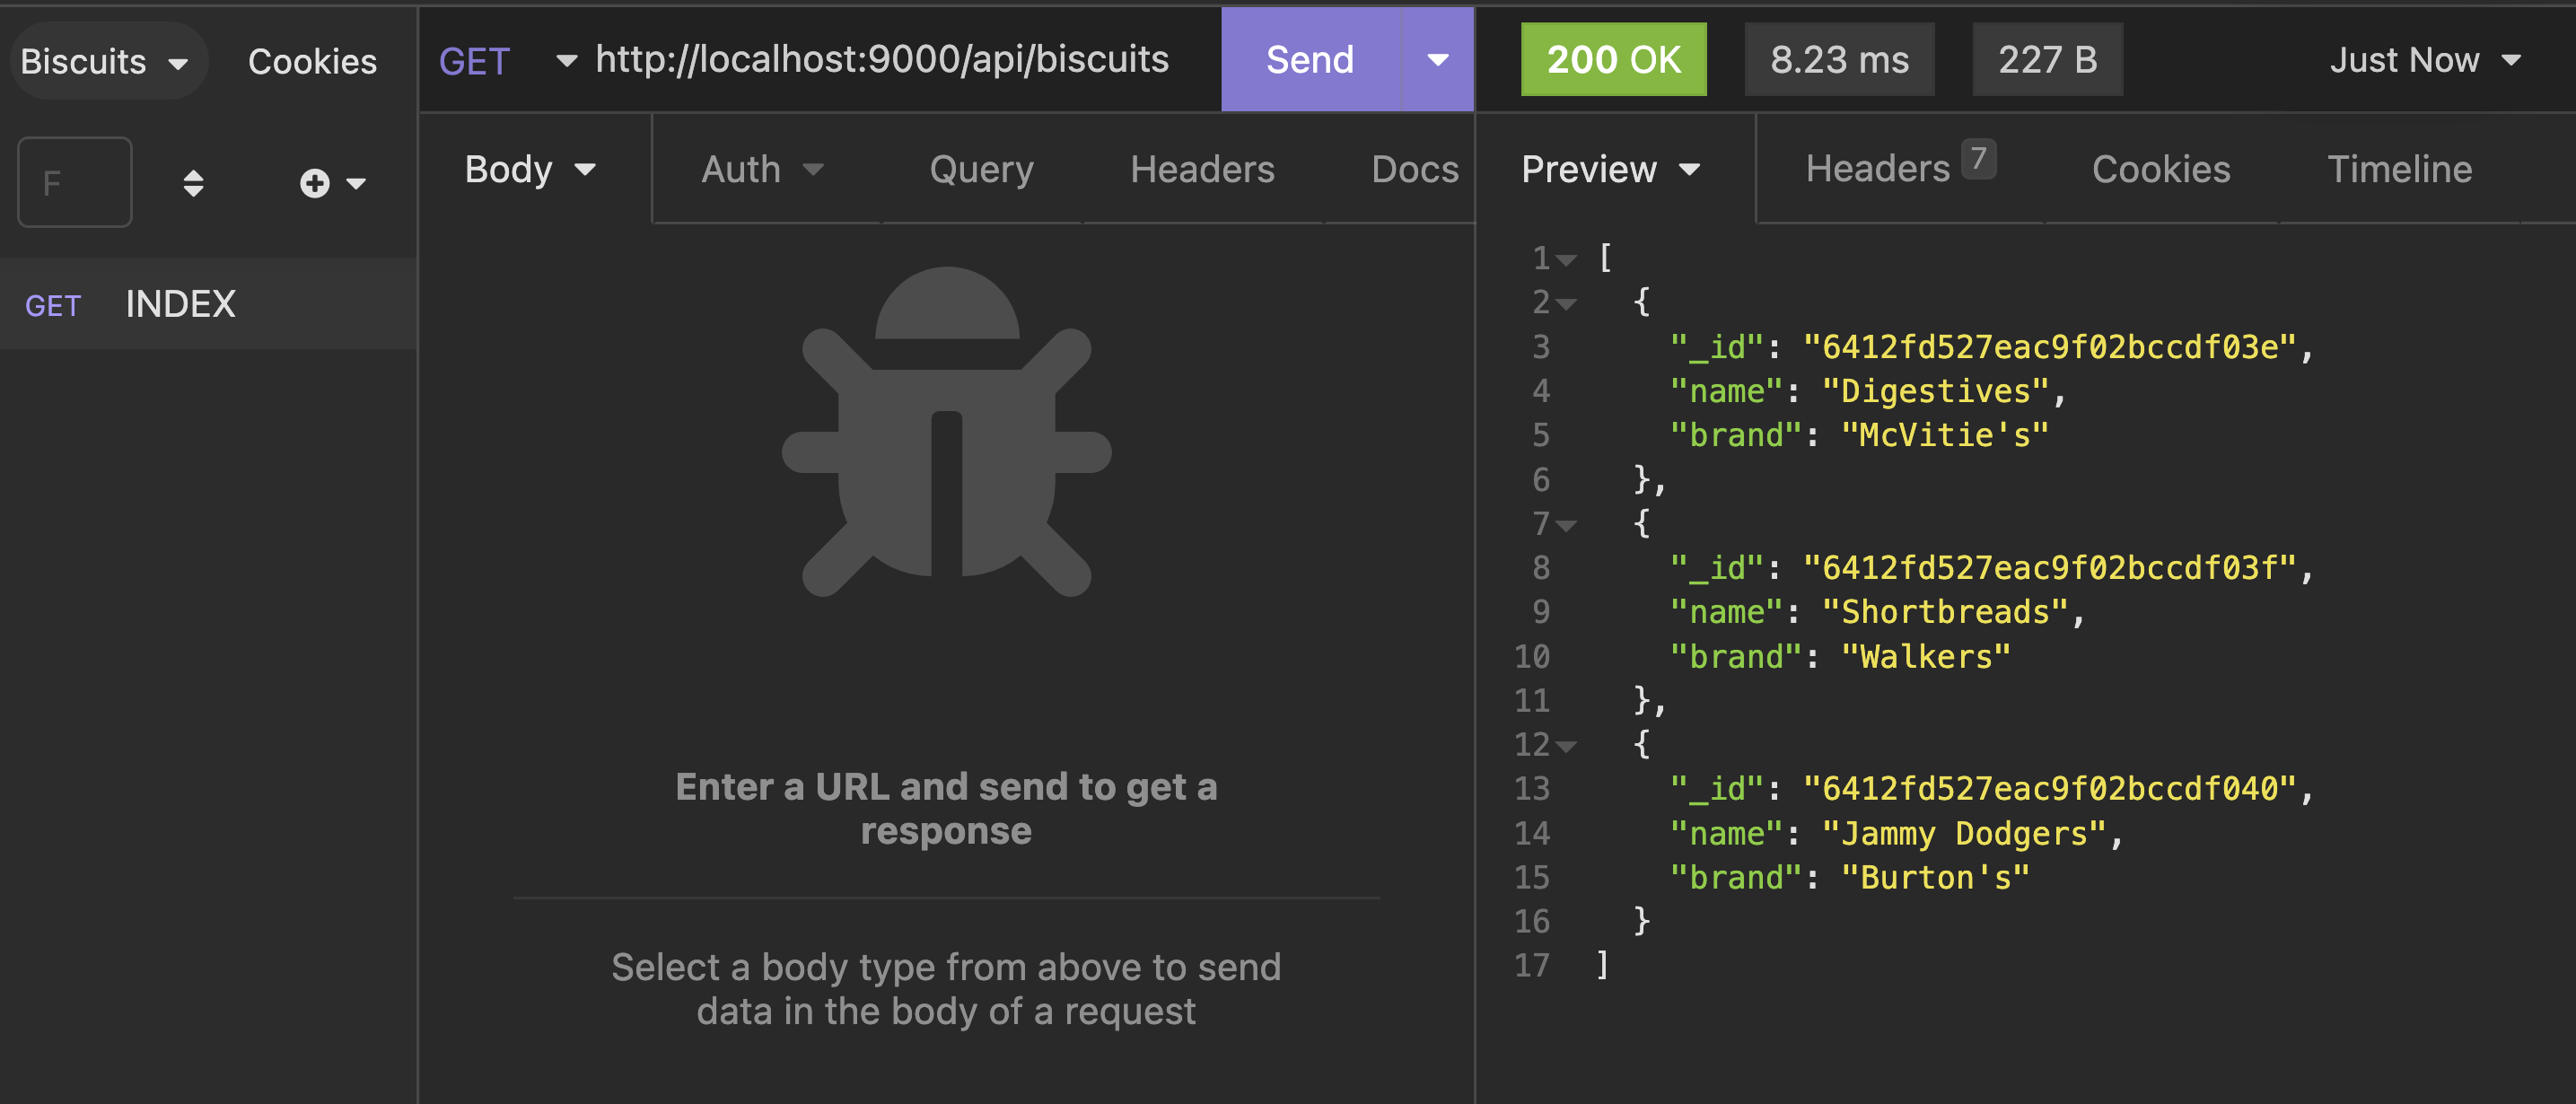 Biscuits Cookies
F
GET INDEX
GET http://localhost:9000/api/biscuits Send
Body Auth Query Headers Docs
Enter a URL and send to get a
response
Select a body type from above to send
data in the body of a request
200 OK 8.23 ms 227 B Just Now
Preview Headers 7 Cookies Timeline
1 [
2 {
3 "_id": "6412fd527eac9f02bccdf03e",
4 "name": "Digestives",
5 "brand": "McVitie's"
6 },
7 {
8 "_id": "6412fd527eac9f02bccdf03f",
9 "name": "Shortbreads",
10 "brand": "Walkers"
11 },
12 {
13 "_id": "6412fd527eac9f02bccdf040",
14 "name": "Jammy Dodgers",
15 "brand": "Burton's"
16 }
17 ]